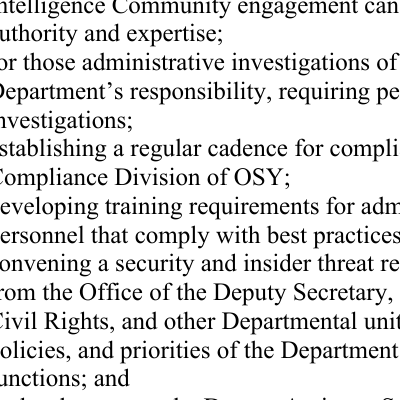 ntelligence Community engagement can
uthority and expertise;
or those administrative investigations of
Department's responsibility, requiring pe
nvestigations;
stablishing a regular cadence for compli
Compliance Division of OSY;
eveloping training requirements for adm
ersonnel that comply with best practices
onvening a security and insider threat re
rom the Office of the Deputy Secretary,
Civil Rights, and other Departmental unit
olicies, and priorities of the Department
unctions; and